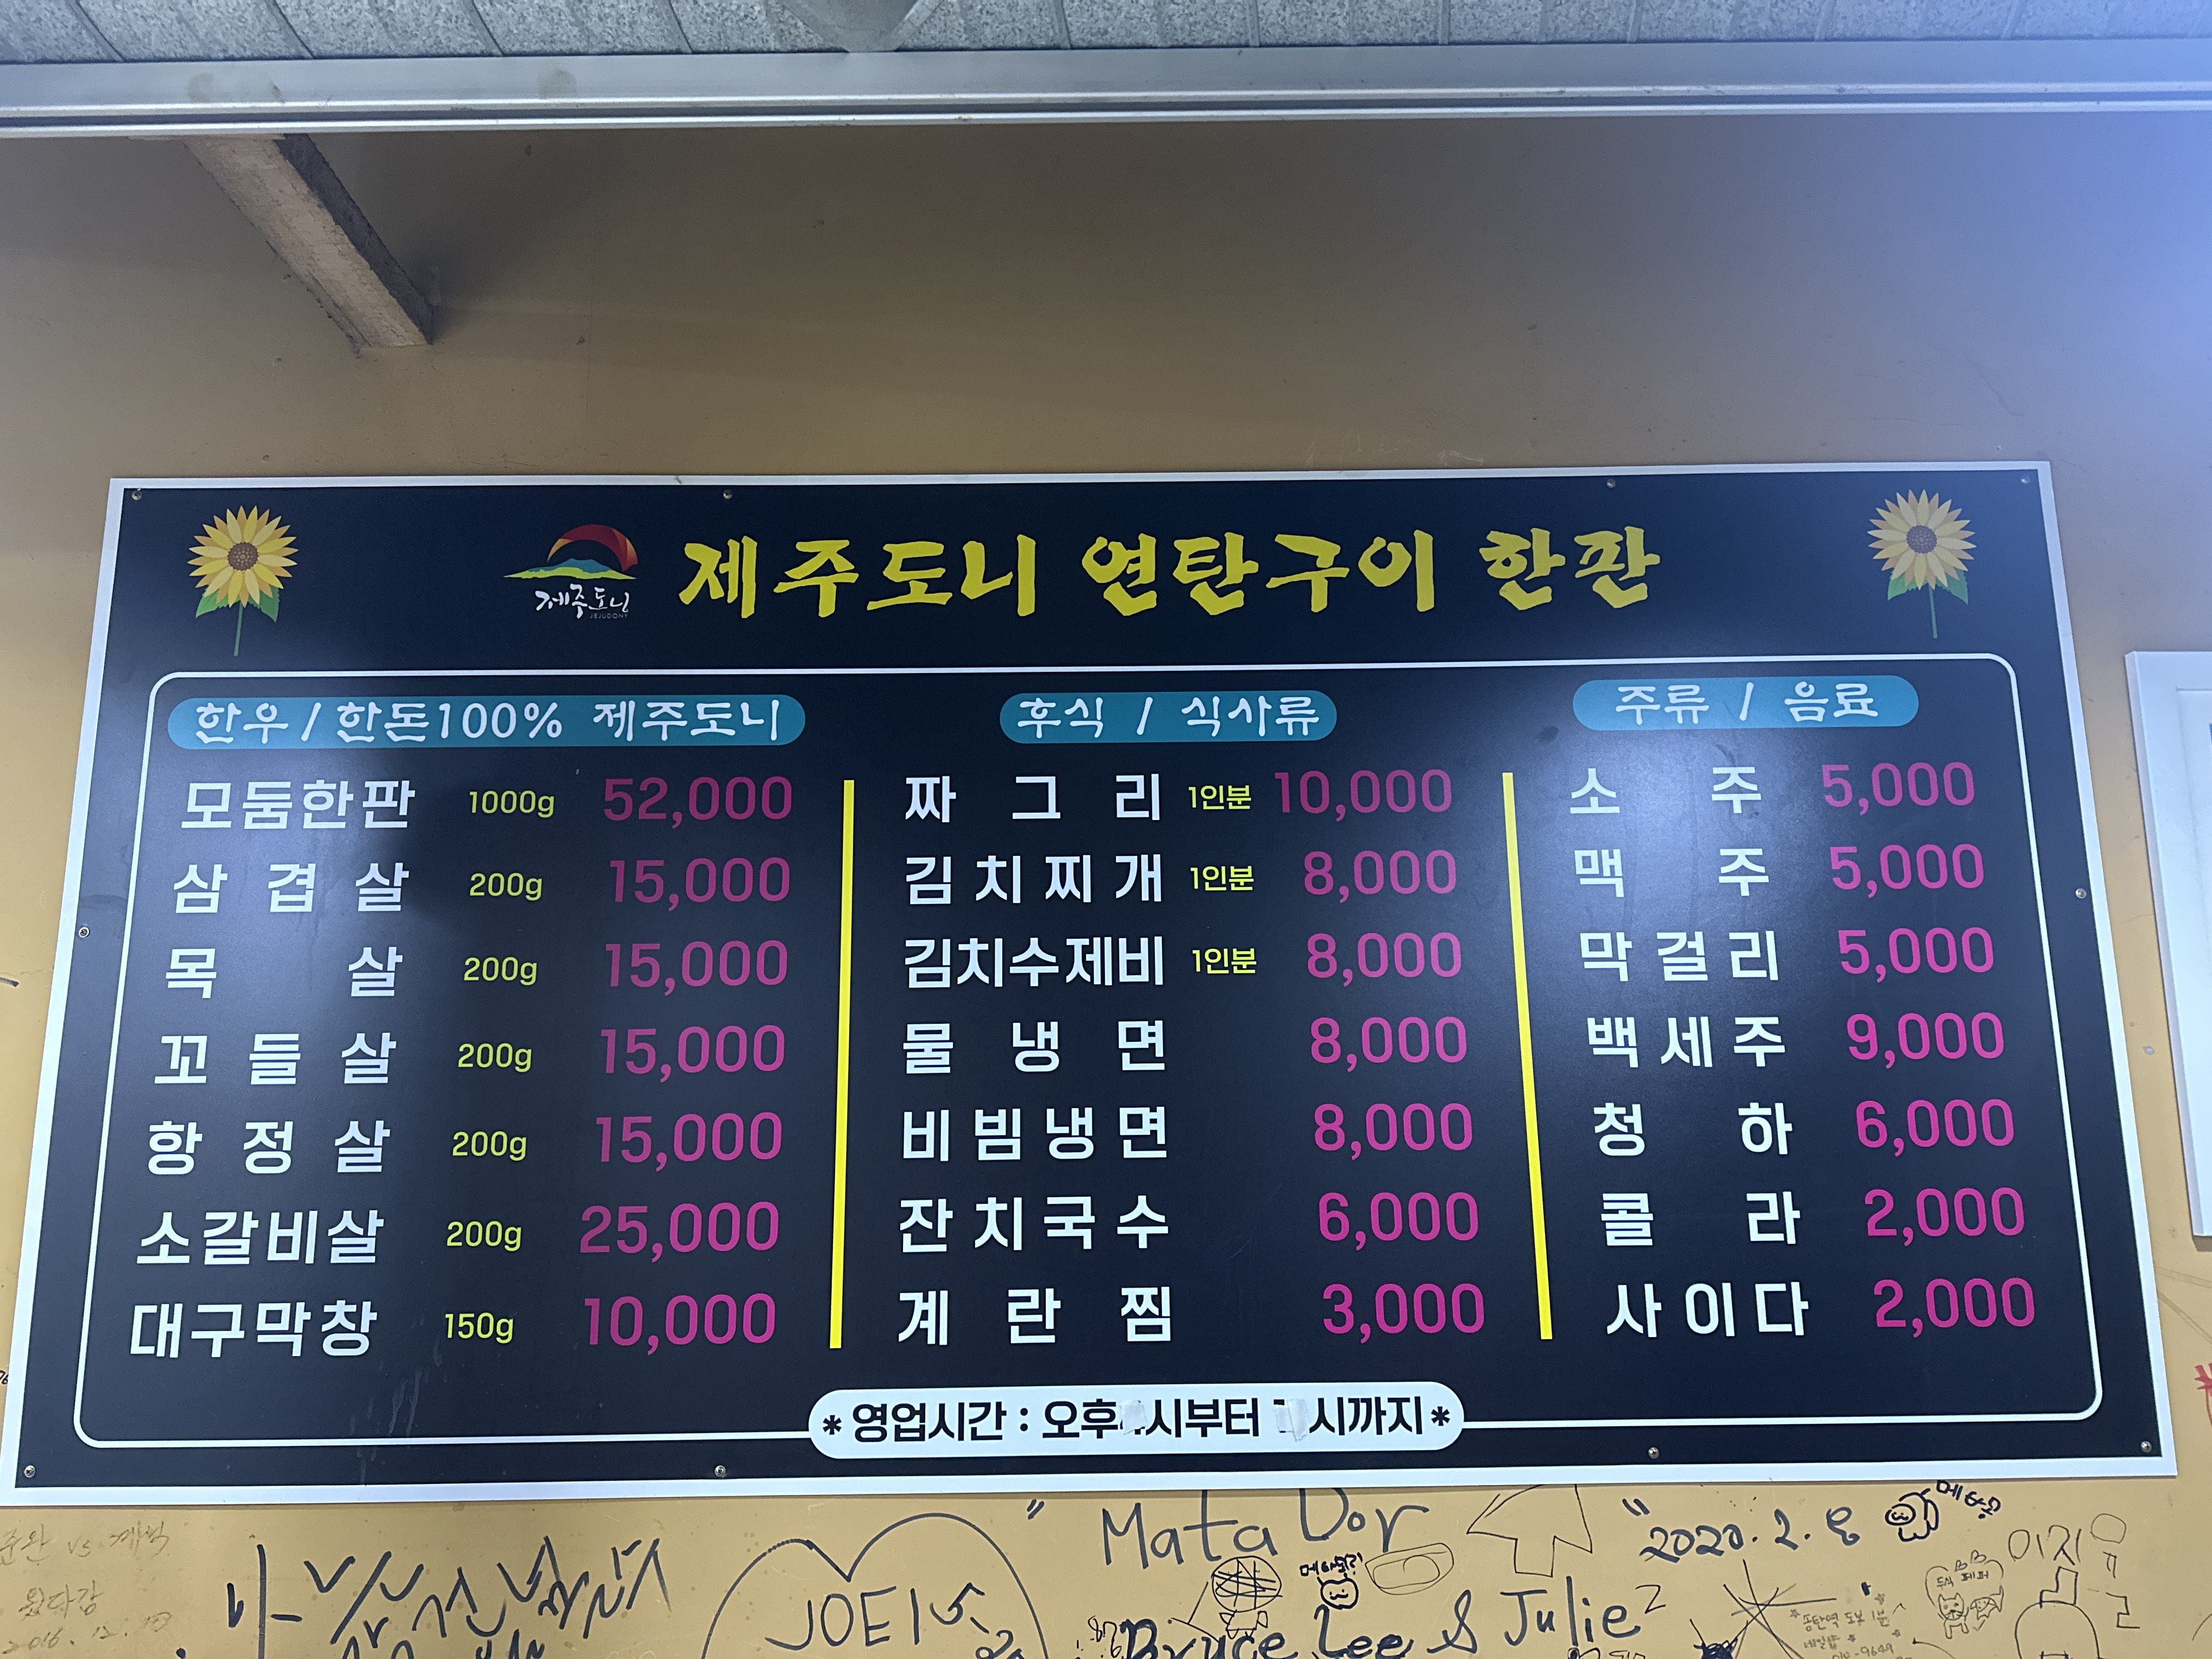 제주도니 연탄구이 한판
제주도니
JEJUDONY
한우 / 한돈100% 제주도니
모둠한판 1000g 52,000
삼겹살 200g 15,000
목살 200g 15,000
꼬들살 200g 15,000
항정살 200g 15,000
소갈비살 200g 25,000
대구막창 150g 10,000
후식 / 식사류
짜그리 1인분 10,000
김치찌개 1인분 8,000
김치수제비 1인분 8,000
물냉면 8,000
비빔냉면 8,000
잔치국수 6,000
계란찜 3,000
주류 / 음료
소주 5,000
맥주 5,000
막걸리 5,000
백세주 9,000
청하 6,000
콜라 2,000
사이다 2,000
* 영업시간 : 오후 시부터 시까지 *
" MataDor "
2020.2.8
JOE
Bruce Lee & Julie
이지